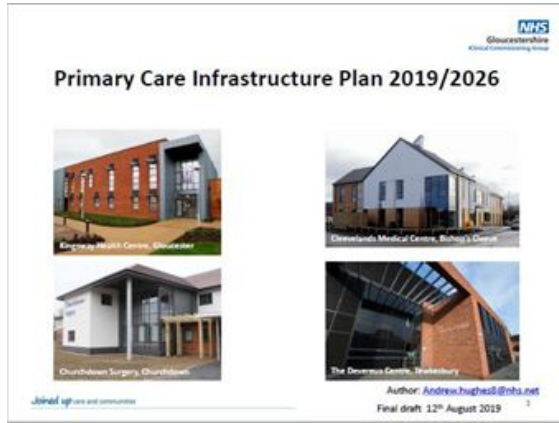 NHS
Gloucestershire
Clinical Commissioning Group
Primary Care Infrastructure Plan 2019/2026
Kingsway Health Centre, Gloucester
Cleevelands Medical Centre, Bishop's Cleeve
Churchdown Surgery, Churchdown
The Devereux Centre, Tewkesbury
Author: Andrew.hughes8@nhs.net
Joined up care and communities
Final draft 12th August 2019